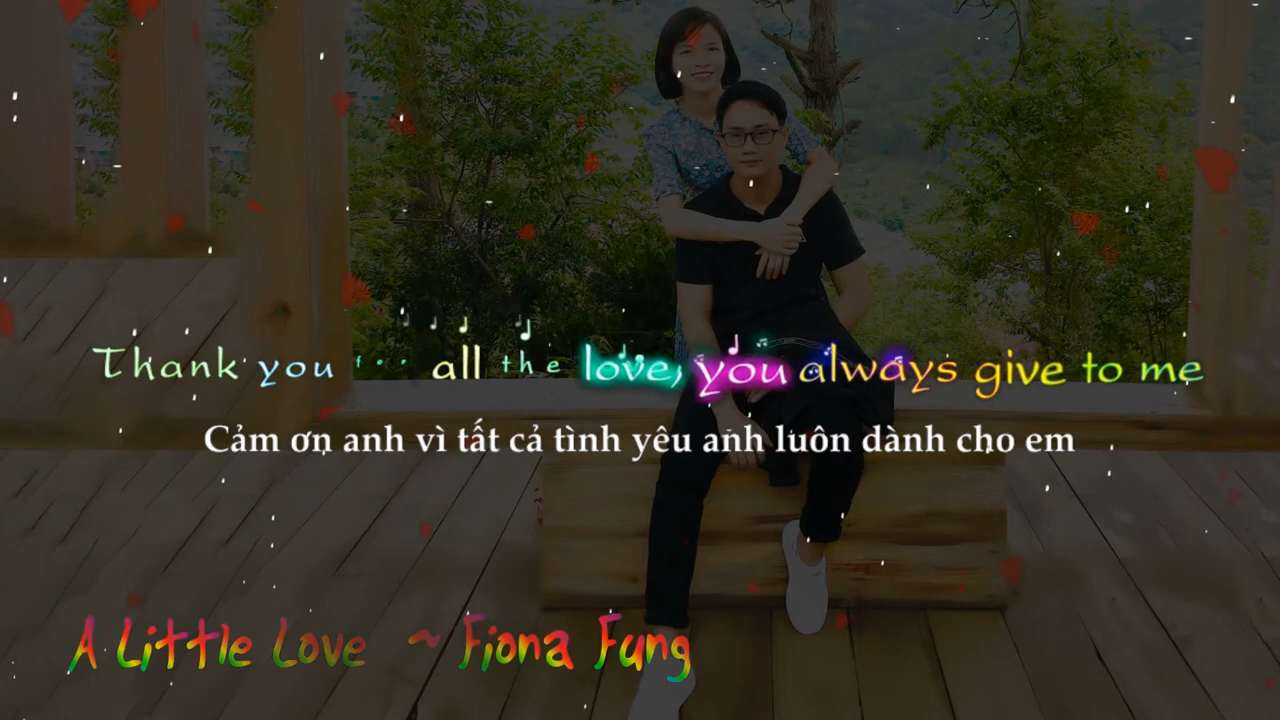 Thank you f.. all the love, you always give to me
Cảm ơn anh vì tất cả tình yêu anh luôn dành cho em
A Little Love ~ Fiona Fung